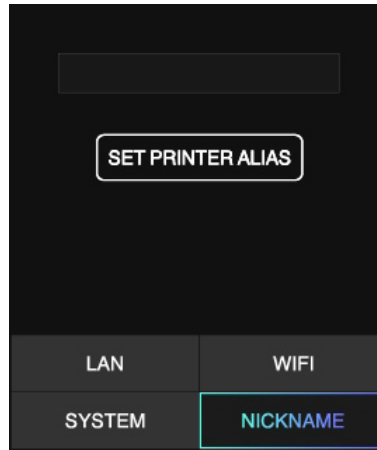 SET PRINTER ALIAS
LAN
WIFI
SYSTEM
NICKNAME